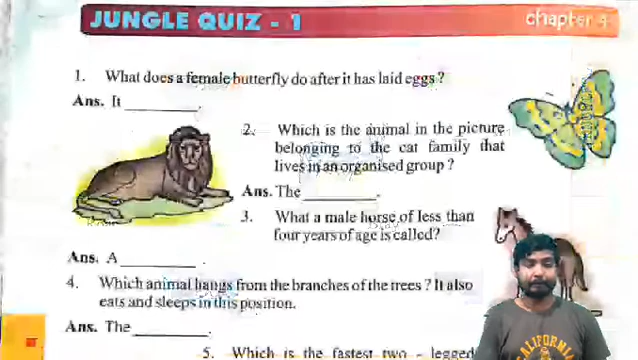 JUNGLE QUIZ - 1
chapter 4
1. What does a female butterfly do after it has laid eggs ?
Ans. It ________.
2. Which is the animal in the picture
belonging to the cat family that
lives in an organised group ?
Ans. The ________.
3. What a male horse of less than
four years of age is called?
Ans. A ________.
4. Which animal hangs from the branches of the trees ? It also
eats and sleeps in this position.
Ans. The ________.
5. Which is the fastest two - legged
CALIFORNIA